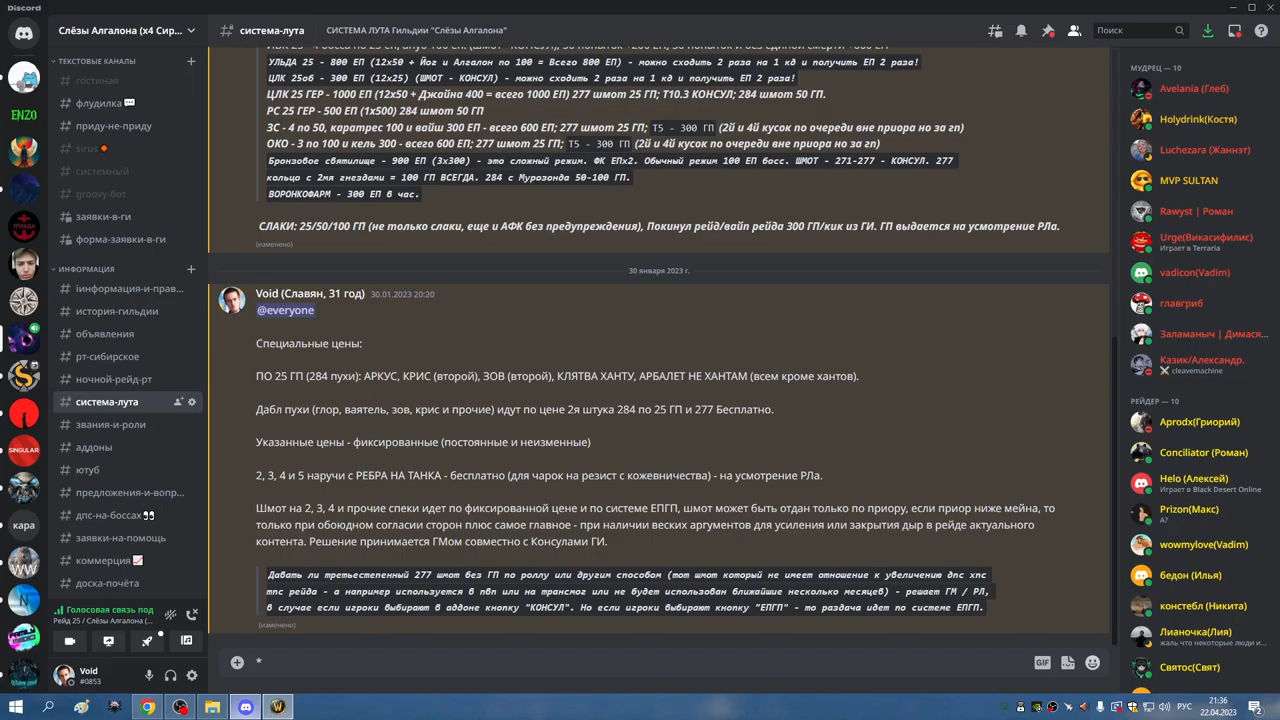 Discord
Слёзы Алгалона (x4 Сир...
система-лута
СИСТЕМА ЛУТА Гильдии "Слёзы Алгалона"
Поиск
ТЕКСТОВЫЕ КАНАЛЫ
гостиная
флудилка
приду-не-приду
sirus
системный
groovy-бот
заявки-в-ги
форма-заявки-в-ги
ИНФОРМАЦИЯ
іинформация-и-прав...
история-гильдии
объявления
рт-сибирское
ночной-рейд-рт
система-лута
звания-и-роли
аддоны
ютуб
предложения-и-вопр...
дпс-на-боссах
заявки-на-помощь
коммерция
доска-почёта
Голосовая связь под
Рейд 25 / Слёзы Алгалона (...
Void
#0853
ENZO
ТРИАДА
SINGULAR
кара
УЛЬДА 25 - 800 ЕП (12x50 + Йог и Алгалон по 100 = Всего 800 ЕП) - можно сходить 2 раза на 1 кд и получить ЕП 2 раза!
ЦЛК 25об - 300 ЕП (12x25) (ШМОТ - КОНСУЛ) - можно сходить 2 раза на 1 кд и получить ЕП 2 раза!
ЦЛК 25 ГЕР - 1000 ЕП (12x50 + Джайна 400 = всего 1000 ЕП) 277 шмот 25 ГП; Т10.3 КОНСУЛ; 284 шмот 50 ГП.
РС 25 ГЕР - 500 ЕП (1x500) 284 шмот 50 ГП
ЗС - 4 по 50, каратрес 100 и вайш 300 ЕП - всего 600 ЕП; 277 шмот 25 ГП; Т5 - 300 ГП (2й и 4й кусок по очереди вне приора но за гп)
ОКО - 3 по 100 и кель 300 - всего 600 ЕП; 277 шмот 25 ГП; Т5 - 300 ГП (2й и 4й кусок по очереди вне приора но за гп)
Бронзовое святилище - 900 ЕП (3x300) - это сложный режим. ФК ЕПx2. Обычный режим 100 ЕП босс. ШМОТ - 271-277 - КОНСУЛ. 277
кольцо с 2мя гнездами = 100 ГП ВСЕГДА. 284 с Мурозонда 50-100 ГП.
ВОРОНКОФАРМ - 300 ЕП в час.
СЛАКИ: 25/50/100 ГП (не только слаки, еще и АФК без предупреждения), Покинул рейд/вайп рейда 300 ГП/кик из ГИ. ГП выдается на усмотрение РЛа.
(изменено)
30 января 2023 г.
Void (Славян, 31 год) 30.01.2023 20:20
@everyone
Специальные цены:
ПО 25 ГП (284 пухи): АРКУС, КРИС (второй), ЗОВ (второй), КЛЯТВА ХАНТУ, АРБАЛЕТ НЕ ХАНТАМ (всем кроме хантов).
Дабл пухи (глор, ваятель, зов, крис и прочие) идут по цене 2я штука 284 по 25 ГП и 277 Бесплатно.
Указанные цены - фиксированные (постоянные и неизменные)
2, 3, 4 и 5 наручи с РЕБРА НА ТАНКА - бесплатно (для чарок на резист с кожевничества) - на усмотрение РЛа.
Шмот на 2, 3, 4 и прочие спеки идет по фиксированной цене и по системе ЕПГП, шмот может быть отдан только по приору, если приор ниже мейна, то
только при обоюдном согласии сторон плюс самое главное - при наличии веских аргументов для усиления или закрытия дыр в рейде актуального
контента. Решение принимается ГМом совместно с Консулами ГИ.
Давать ли третьестепенный 277 шмот без ГП по роллу или другим способом (тот шмот который не имеет отношение к увеличению дпс хпс
тпс рейда - а например используется в пвп или на трансмог или не будет использован ближайшие несколько месяцев) - решает ГМ / РЛ,
в случае если игроки выбирают в аддоне кнопку "КОНСУЛ". Но если игроки выбирают кнопку "ЕПГП" - то раздача идет по системе ЕПГП.
(изменено)
*
GIF
МУДРЕЦ — 10
Avelania (Глеб)
Holydrink(Костя)
Luchezara (Жаннэт)
MVP SULTAN
Rawyst | Роман
Urge(Викасифилис)
Играет в Terraria
vadicon(Vadim)
главгриб
Заламаныч | Димася...
Казик/Александр.
cleavemachine
РЕЙДЕР — 10
Aprodx(Гриорий)
Conciliator (Роман)
Helo (Алексей)
Играет в Black Desert Online
Prizon(Макс)
А?
wowmylove(Vadim)
бедон (Илья)
констебл (Никита)
Лианочка(Лия)
жаль что некоторые люди и...
Святос(Свят)
РУС
21:36
22.04.2023
2